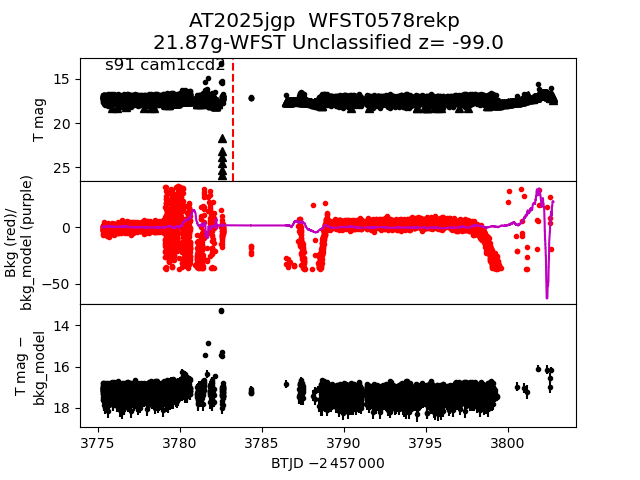 AT2025jgp  WFST0578rekp
21.87g-WFST Unclassified z= -99.0
s91 cam1ccd2
T mag
15
20
25
Bkg (red)/
bkg_model (purple)
0
−50
T mag −
bkg_model
14
16
18
3775 3780 3785 3790 3795 3800
BTJD −2 457 000